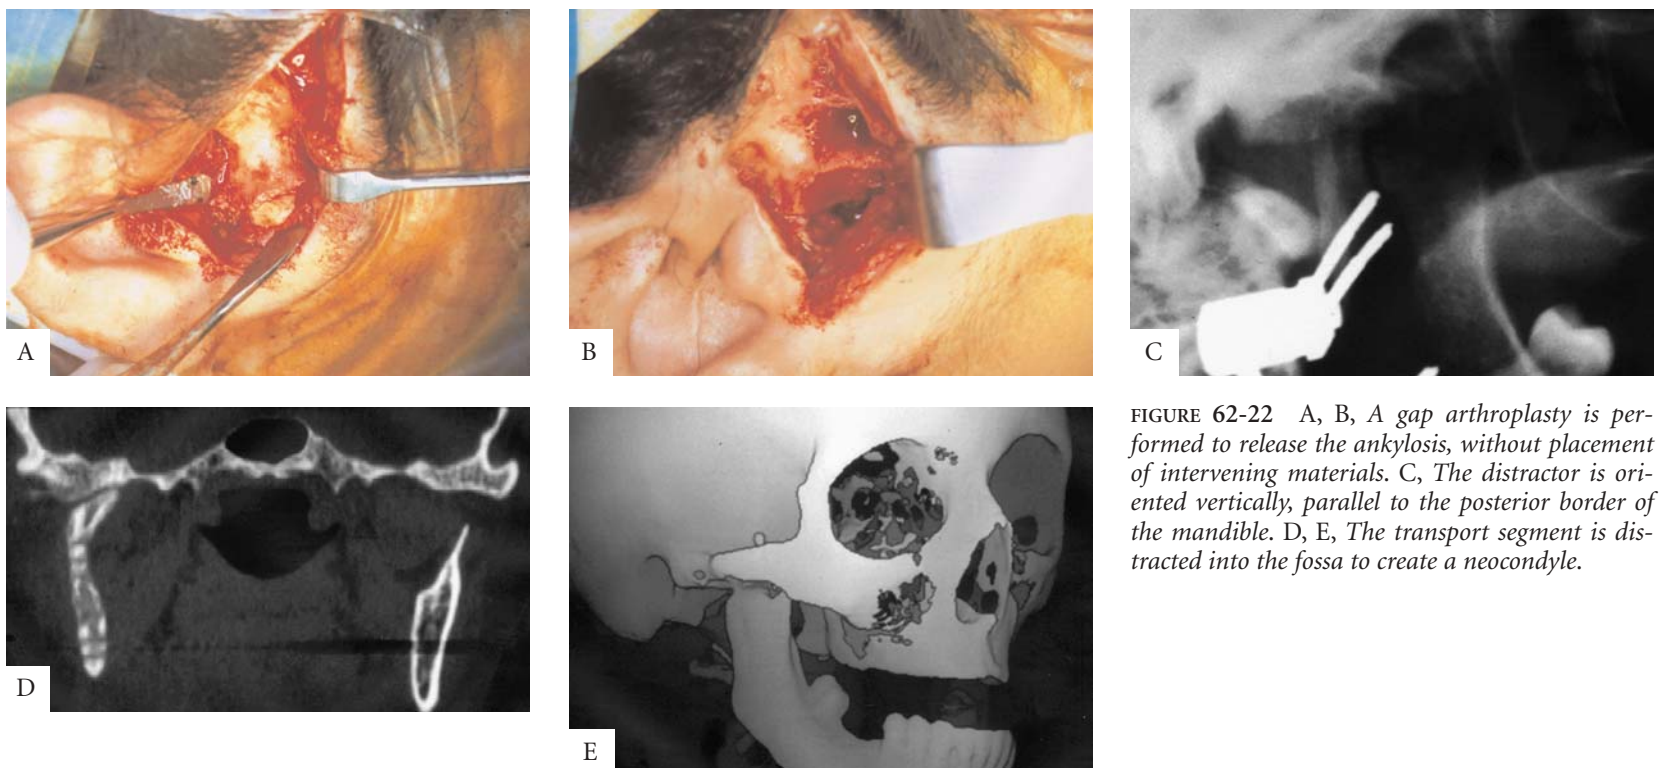 A
B
C
D
E
FIGURE 62-22 A, B, A gap arthroplasty is per-
formed to release the ankylosis, without placement
of intervening materials. C, The distractor is ori-
ented vertically, parallel to the posterior border of
the mandible. D, E, The transport segment is dis-
tracted into the fossa to create a neocondyle.